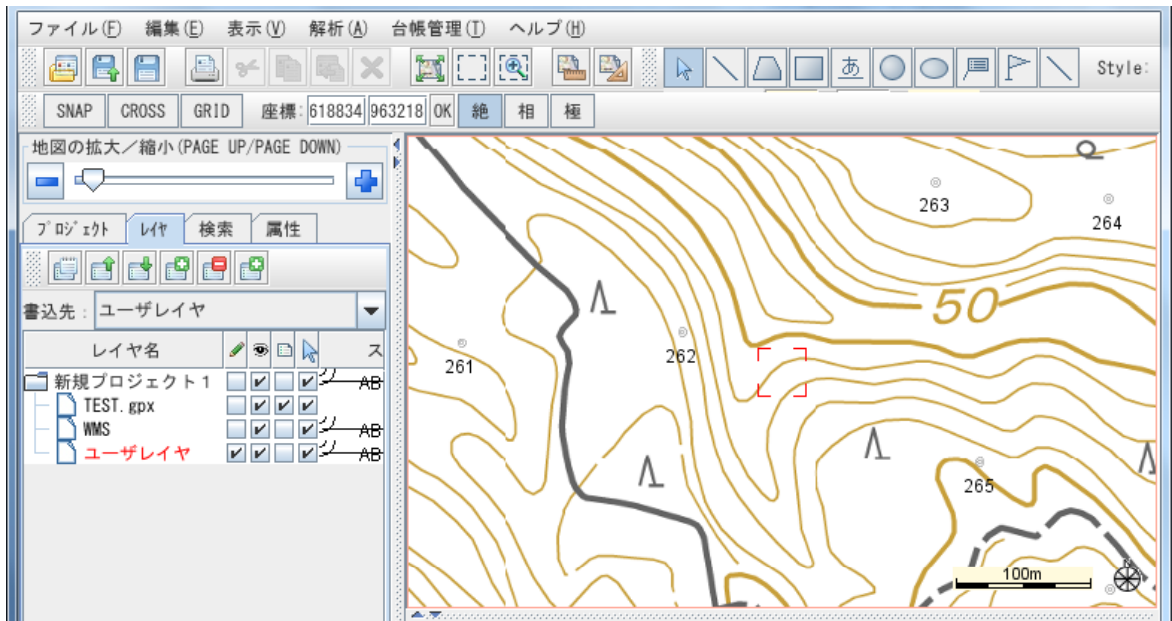 ファイル(F) 編集(E) 表示(V) 解析(A) 台帳管理(T) ヘルプ(H)
あ Style:
SNAP CROSS GRID 座標: 618834 963218 OK 絶 相 極
地図の拡大／縮小(PAGE UP/PAGE DOWN)
プロジェクト レイヤ 検索 属性
書込先: ユーザレイヤ
レイヤ名 ス
新規プロジェクト1 AB
TEST.gpx
WMS AB
ユーザレイヤ AB
263
264
50
262
261
265
100m